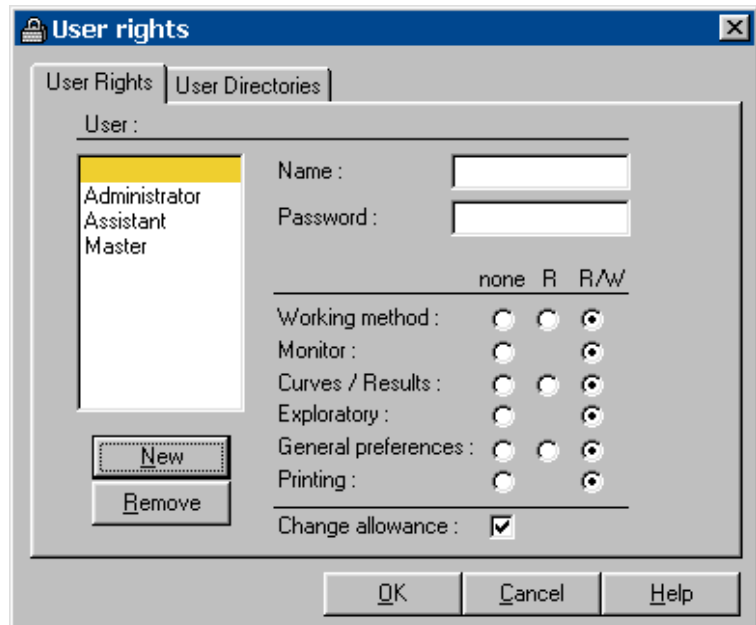 User rights
User Rights User Directories
User :
Administrator
Assistant
Master
New
Remove
Name :
Password :
none R R/W
Working method :
Monitor :
Curves / Results :
Exploratory :
General preferences :
Printing :
Change allowance :
OK Cancel Help